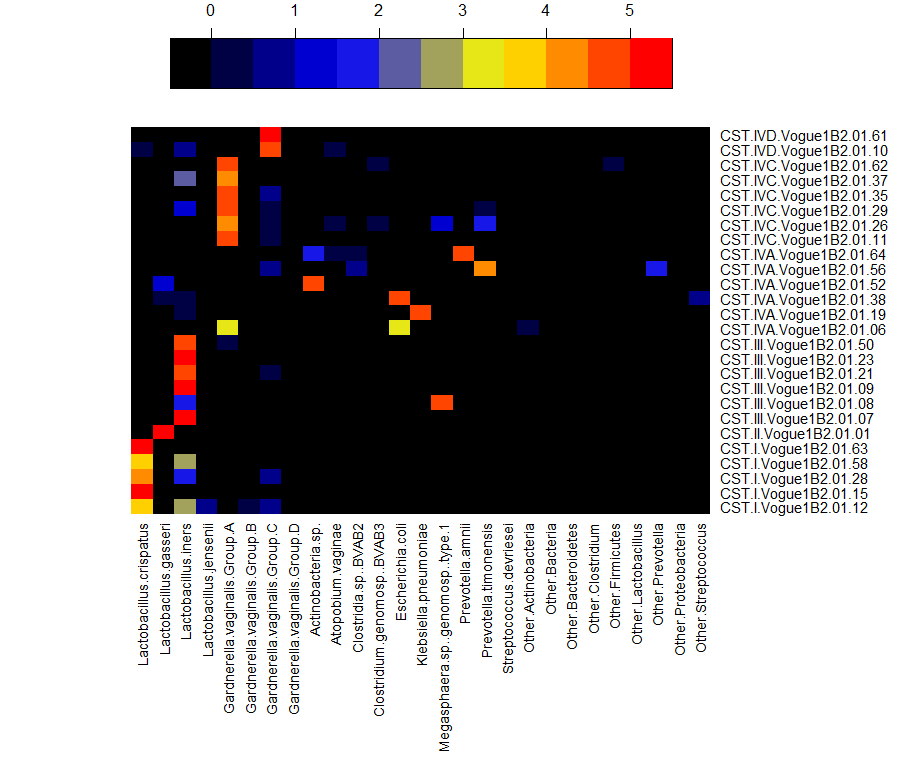 0 1 2 3 4 5
CST.IVD.Vogue1B2.01.61
CST.IVD.Vogue1B2.01.10
CST.IVC.Vogue1B2.01.62
CST.IVC.Vogue1B2.01.37
CST.IVC.Vogue1B2.01.35
CST.IVC.Vogue1B2.01.29
CST.IVC.Vogue1B2.01.26
CST.IVC.Vogue1B2.01.11
CST.IVA.Vogue1B2.01.64
CST.IVA.Vogue1B2.01.56
CST.IVA.Vogue1B2.01.52
CST.IVA.Vogue1B2.01.38
CST.IVA.Vogue1B2.01.19
CST.IVA.Vogue1B2.01.06
CST.III.Vogue1B2.01.50
CST.III.Vogue1B2.01.23
CST.III.Vogue1B2.01.21
CST.III.Vogue1B2.01.09
CST.III.Vogue1B2.01.08
CST.III.Vogue1B2.01.07
CST.II.Vogue1B2.01.01
CST.I.Vogue1B2.01.63
CST.I.Vogue1B2.01.58
CST.I.Vogue1B2.01.28
CST.I.Vogue1B2.01.15
CST.I.Vogue1B2.01.12
Lactobacillus.crispatus
Lactobacillus.gasseri
Lactobacillus.iners
Lactobacillus.jensenii
Gardnerella.vaginalis.Group.A
Gardnerella.vaginalis.Group.B
Gardnerella.vaginalis.Group.C
Gardnerella.vaginalis.Group.D
Actinobacteria.sp.
Atopobium.vaginae
Clostridia.sp..BVAB2
Clostridium.genomosp..BVAB3
Escherichia.coli
Klebsiella.pneumoniae
Megasphaera.sp..genomosp..type.1
Prevotella.amnii
Prevotella.timonensis
Streptococcus.devriesei
Other.Actinobacteria
Other.Bacteria
Other.Bacteroidetes
Other.Clostridium
Other.Firmicutes
Other.Lactobacillus
Other.Prevotella
Other.Proteobacteria
Other.Streptococcus